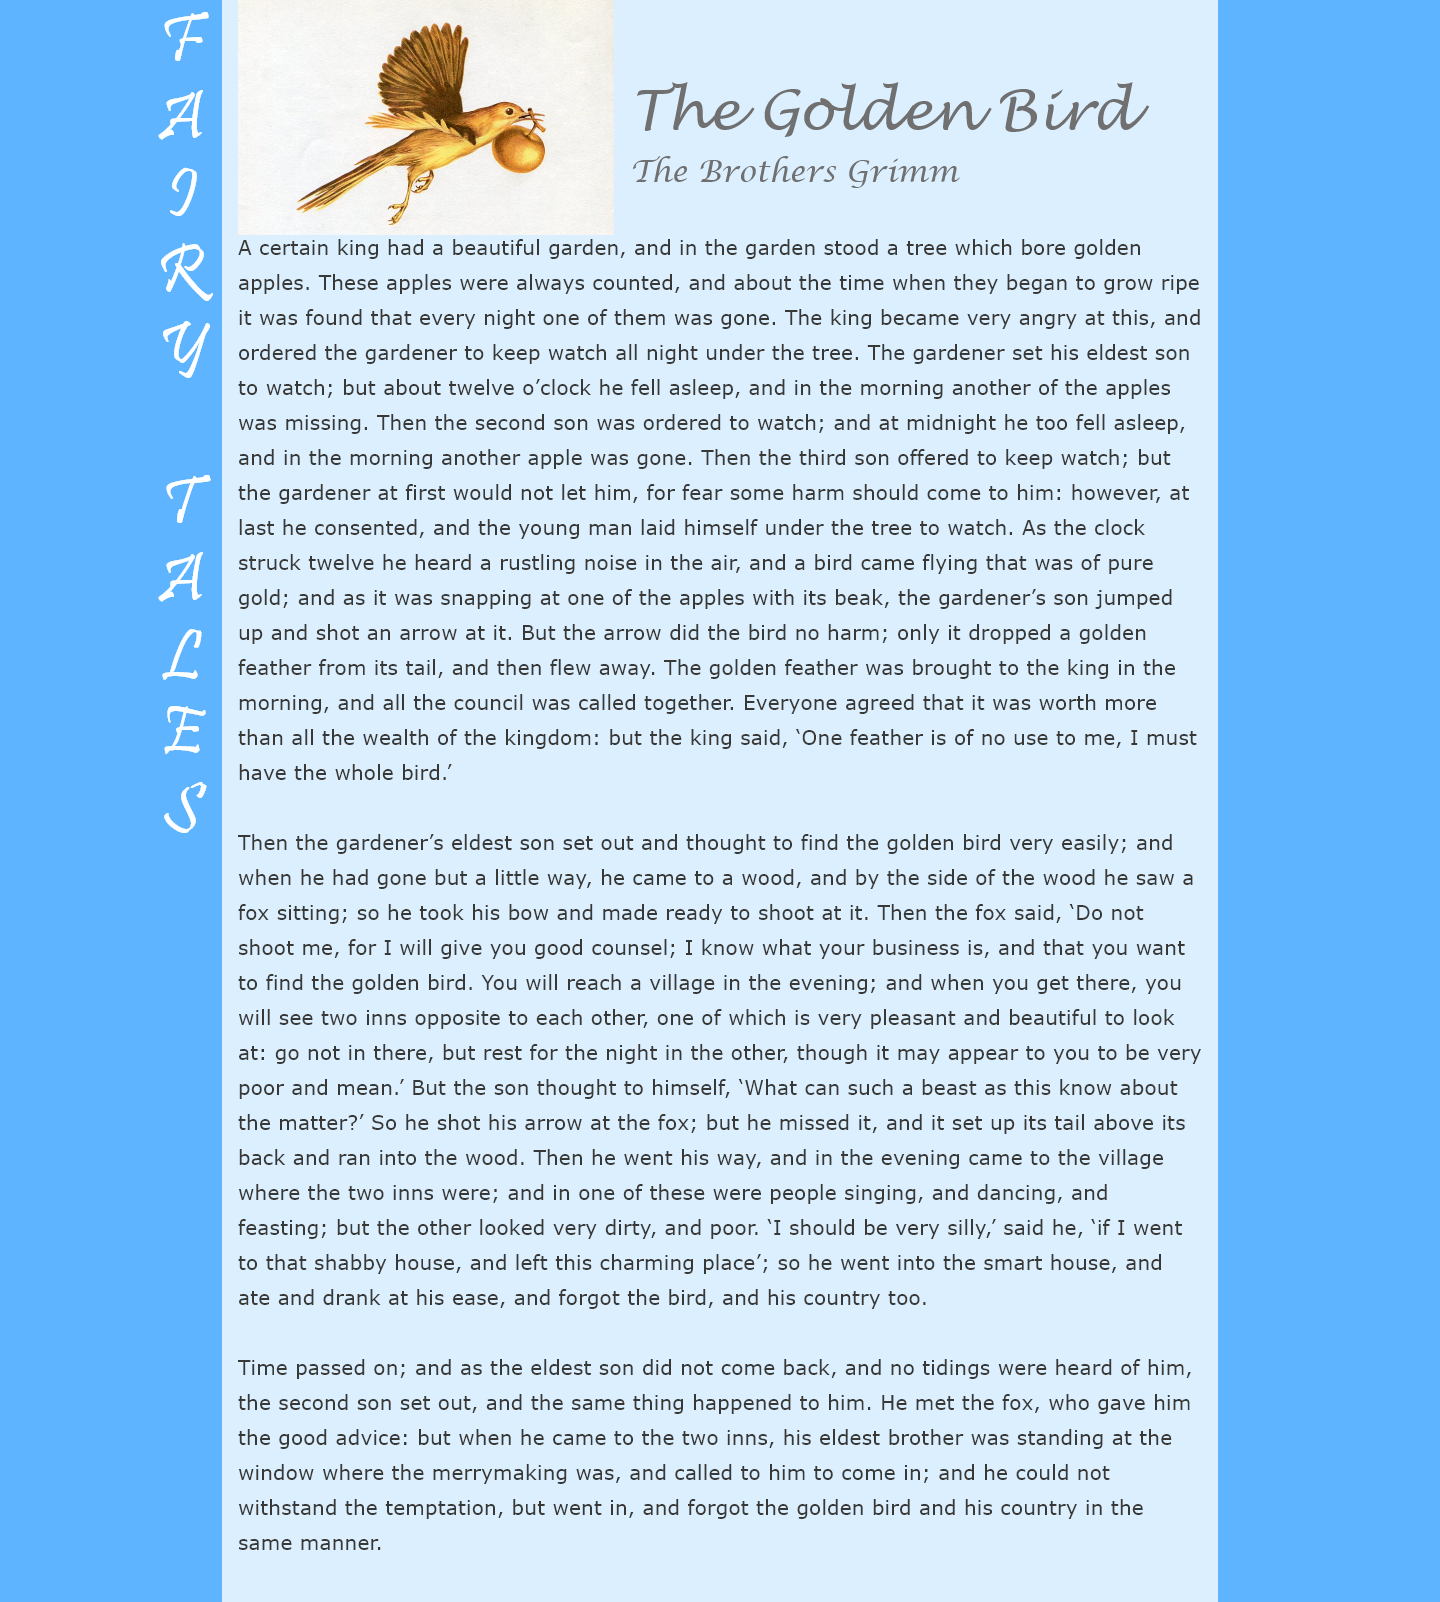 FAIRY TALES
The Golden Bird
The Brothers Grimm
A certain king had a beautiful garden, and in the garden stood a tree which bore golden
apples. These apples were always counted, and about the time when they began to grow ripe
it was found that every night one of them was gone. The king became very angry at this, and
ordered the gardener to keep watch all night under the tree. The gardener set his eldest son
to watch; but about twelve o’clock he fell asleep, and in the morning another of the apples
was missing. Then the second son was ordered to watch; and at midnight he too fell asleep,
and in the morning another apple was gone. Then the third son offered to keep watch; but
the gardener at first would not let him, for fear some harm should come to him: however, at
last he consented, and the young man laid himself under the tree to watch. As the clock
struck twelve he heard a rustling noise in the air, and a bird came flying that was of pure
gold; and as it was snapping at one of the apples with its beak, the gardener’s son jumped
up and shot an arrow at it. But the arrow did the bird no harm; only it dropped a golden
feather from its tail, and then flew away. The golden feather was brought to the king in the
morning, and all the council was called together. Everyone agreed that it was worth more
than all the wealth of the kingdom: but the king said, ‘One feather is of no use to me, I must
have the whole bird.’
Then the gardener’s eldest son set out and thought to find the golden bird very easily; and
when he had gone but a little way, he came to a wood, and by the side of the wood he saw a
fox sitting; so he took his bow and made ready to shoot at it. Then the fox said, ‘Do not
shoot me, for I will give you good counsel; I know what your business is, and that you want
to find the golden bird. You will reach a village in the evening; and when you get there, you
will see two inns opposite to each other, one of which is very pleasant and beautiful to look
at: go not in there, but rest for the night in the other, though it may appear to you to be very
poor and mean.’ But the son thought to himself, ‘What can such a beast as this know about
the matter?’ So he shot his arrow at the fox; but he missed it, and it set up its tail above its
back and ran into the wood. Then he went his way, and in the evening came to the village
where the two inns were; and in one of these were people singing, and dancing, and
feasting; but the other looked very dirty, and poor. ‘I should be very silly,’ said he, ‘if I went
to that shabby house, and left this charming place’; so he went into the smart house, and
ate and drank at his ease, and forgot the bird, and his country too.
Time passed on; and as the eldest son did not come back, and no tidings were heard of him,
the second son set out, and the same thing happened to him. He met the fox, who gave him
the good advice: but when he came to the two inns, his eldest brother was standing at the
window where the merrymaking was, and called to him to come in; and he could not
withstand the temptation, but went in, and forgot the golden bird and his country in the
same manner.